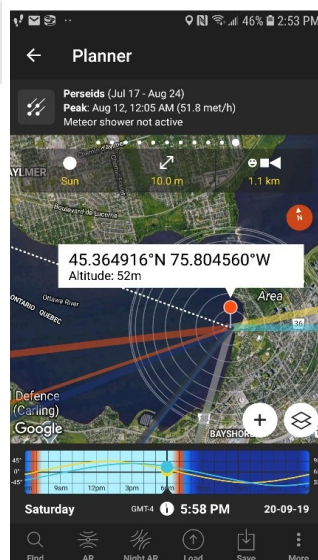 46% 2:53 PM
Planner
Perseids (Jul 17 - Aug 24)
Peak: Aug 12, 12:05 AM (51.8 met/h)
Meteor shower not active
Chemin d'Aylmer
AYLMER
Sun
10.0 m
1.1 km
N
Boulevard de Lucerne
45.364916°N 75.804560°W
Altitude: 52m
Ottawa River
Area
ONTARIO
QUEBEC
36
Defence
(Carling)
Google
BAYSHORE
+
45°
0°
-45°
9am 12pm 3pm 6pm
Saturday GMT-4 5:58 PM 20-09-19
Find AR Night AR Load Save More